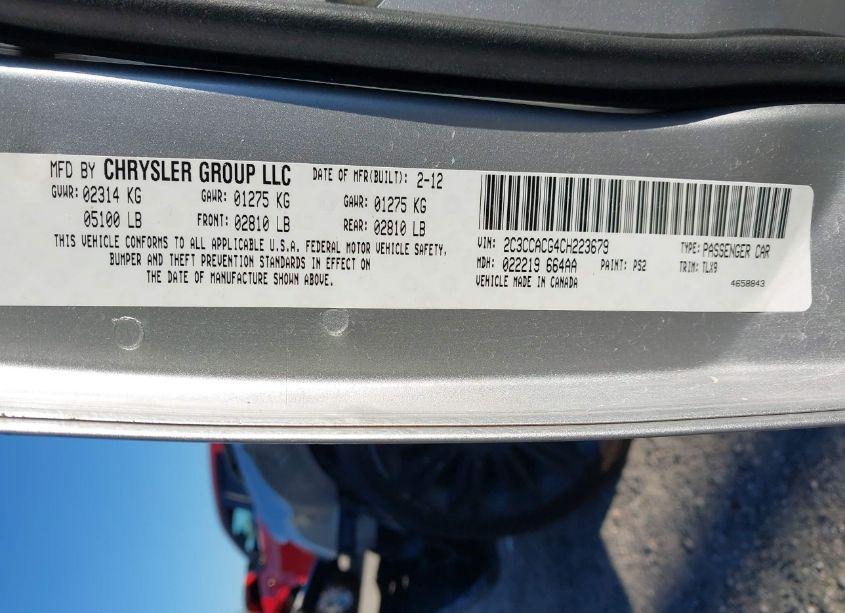 MFD BY CHRYSLER GROUP LLC DATE OF MFR(BUILT): 2-12
GVWR: 02314 KG GAWR: 01275 KG GAWR: 01275 KG
05100 LB FRONT: 02810 LB REAR: 02810 LB
THIS VEHICLE CONFORMS TO ALL APPLICABLE U.S.A. FEDERAL MOTOR VEHICLE SAFETY,
BUMPER AND THEFT PREVENTION STANDARDS IN EFFECT ON
THE DATE OF MANUFACTURE SHOWN ABOVE.
VIN: 2C3CCACG4CH223679 TYPE: PASSENGER CAR
MDH: 022219 664AA PAINT: PS2 TRIM: TLX9
VEHICLE MADE IN CANADA 4658843